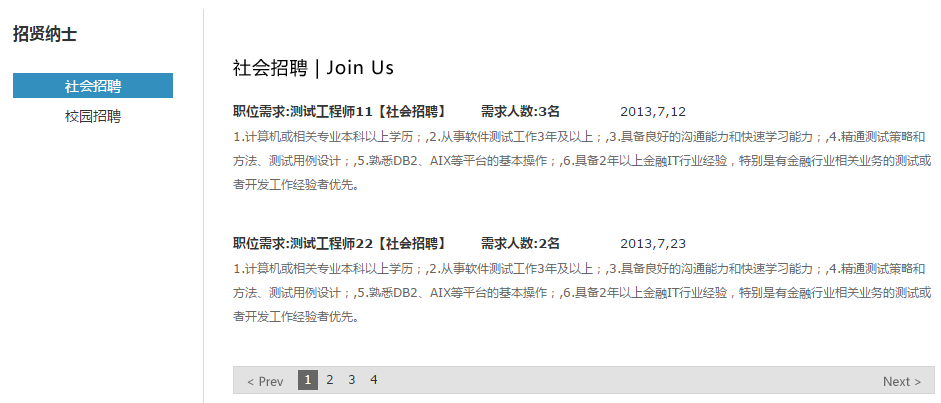 招贤纳士
社会招聘
校园招聘
社会招聘 | Join Us
职位需求:测试工程师11【社会招聘】 需求人数:3名 2013,7,12
1.计算机或相关专业本科以上学历；,2.从事软件测试工作3年及以上；,3.具备良好的沟通能力和快速学习能力；,4.精通测试策略和
方法、测试用例设计；,5.熟悉DB2、AIX等平台的基本操作；,6.具备2年以上金融IT行业经验，特别是有金融行业相关业务的测试或
者开发工作经验者优先。
职位需求:测试工程师22【社会招聘】 需求人数:2名 2013,7,23
1.计算机或相关专业本科以上学历；,2.从事软件测试工作3年及以上；,3.具备良好的沟通能力和快速学习能力；,4.精通测试策略和
方法、测试用例设计；,5.熟悉DB2、AIX等平台的基本操作；,6.具备2年以上金融IT行业经验，特别是有金融行业相关业务的测试或
者开发工作经验者优先。
< Prev 1 2 3 4 Next >